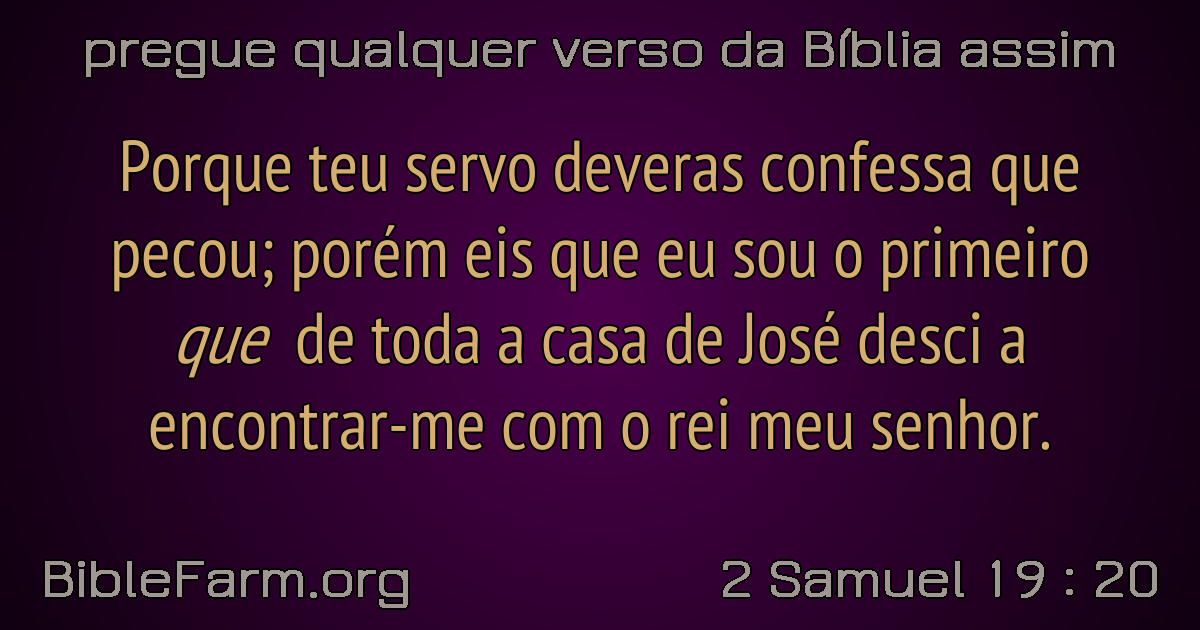 pregue qualquer verso da Bíblia assim
Porque teu servo deveras confessa que
pecou; porém eis que eu sou o primeiro
que de toda a casa de José desci a
encontrar-me com o rei meu senhor.
BibleFarm.org
2 Samuel 19 : 20